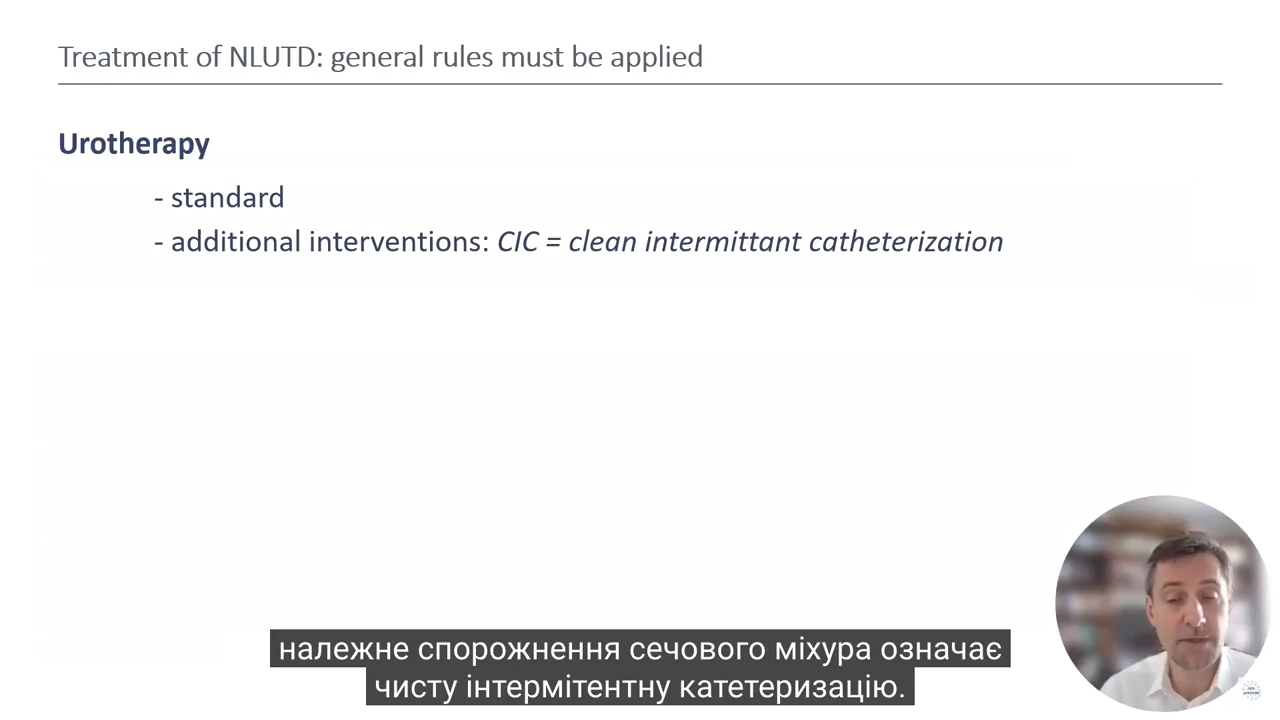 Treatment of NLUTD: general rules must be applied
Urotherapy
- standard
- additional interventions: CIC = clean intermittant catheterization
належне спорожнення сечового міхура означає
чисту інтермітентну катетеризацію.